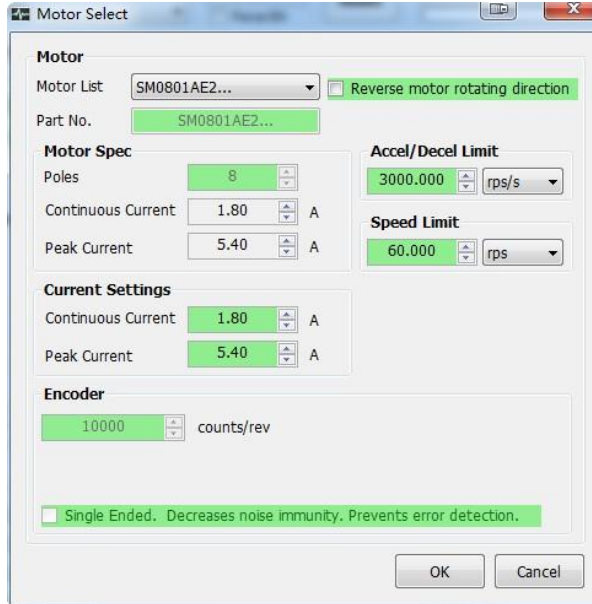 Motor Select
Motor
Motor List SM0801AE2... Reverse motor rotating direction
Part No. SM0801AE2...
Motor Spec
Poles 8
Continuous Current 1.80 A
Peak Current 5.40 A
Accel/Decel Limit
3000.000 rps/s
Speed Limit
60.000 rps
Current Settings
Continuous Current 1.80 A
Peak Current 5.40 A
Encoder
10000 counts/rev
Single Ended. Decreases noise immunity. Prevents error detection.
OK Cancel